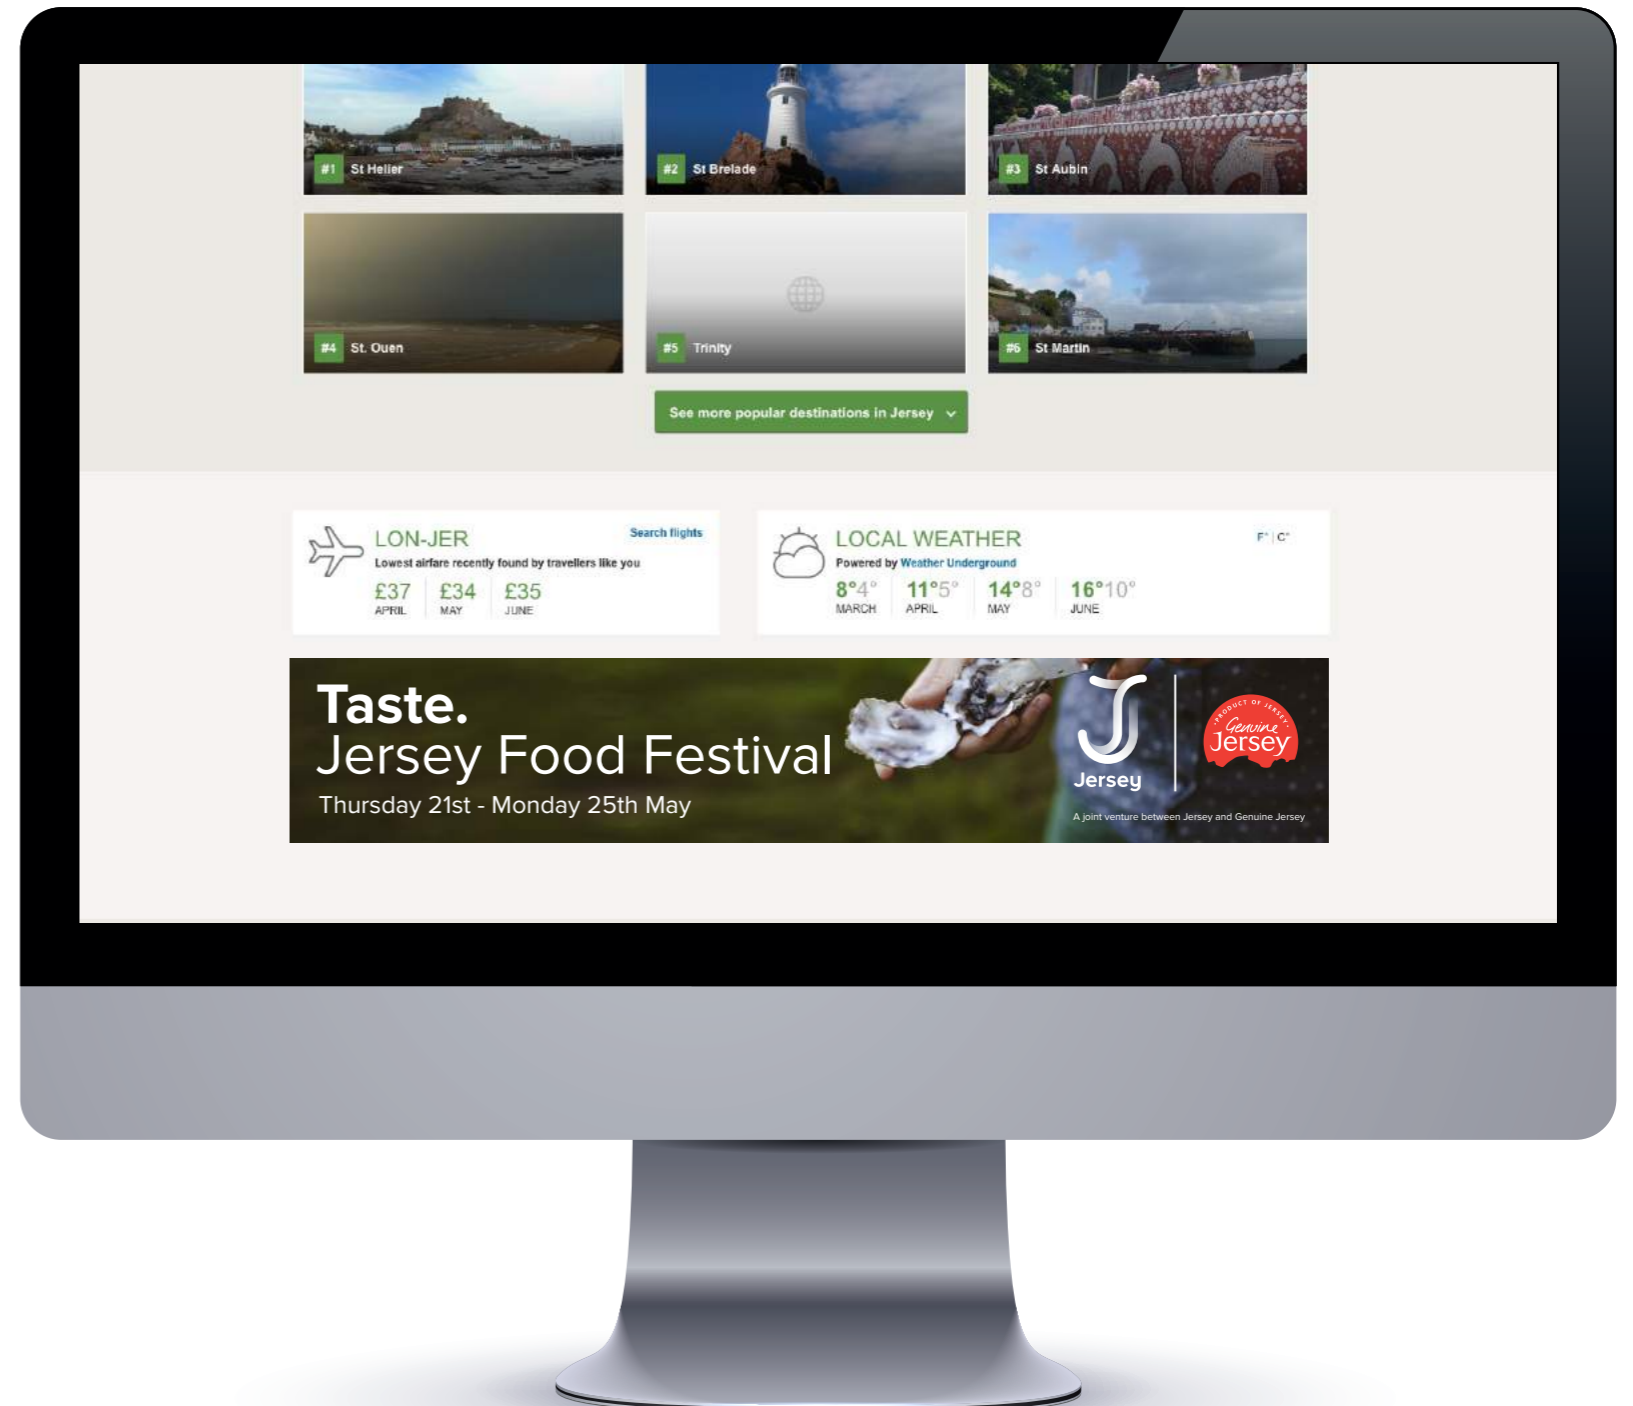 #1 St Helier
#2 St Brelade
#3 St Aubin
#4 St. Ouen
#5 Trinity
#6 St Martin
See more popular destinations in Jersey
LON-JER
Search flights
Lowest airfare recently found by travellers like you
£37 £34 £35
APRIL MAY JUNE
LOCAL WEATHER
F° | C°
Powered by Weather Underground
8°4° 11°5° 14°8° 16°10°
MARCH APRIL MAY JUNE
Taste.
Jersey Food Festival
Thursday 21st - Monday 25th May
Jersey
PRODUCT OF JERSEY
Genuine
Jersey
A joint venture between Jersey and Genuine Jersey